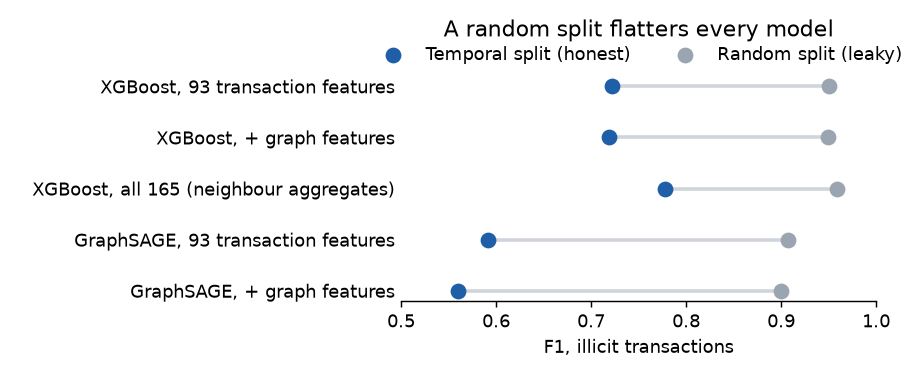 A random split flatters every model
Temporal split (honest) Random split (leaky)
XGBoost, 93 transaction features
XGBoost, + graph features
XGBoost, all 165 (neighbour aggregates)
GraphSAGE, 93 transaction features
GraphSAGE, + graph features
0.5 0.6 0.7 0.8 0.9 1.0
F1, illicit transactions